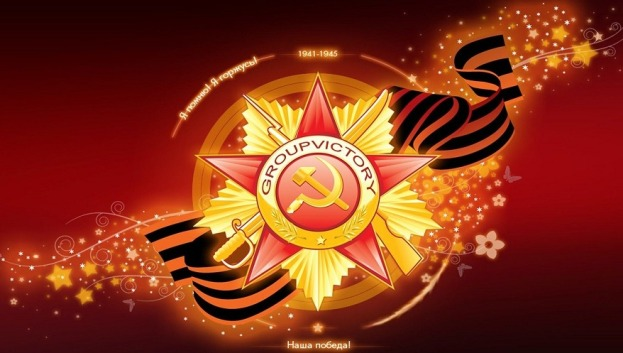 1941-1945
Я помню! Я горжусь!
GROUPVICTORY
Наша победа!